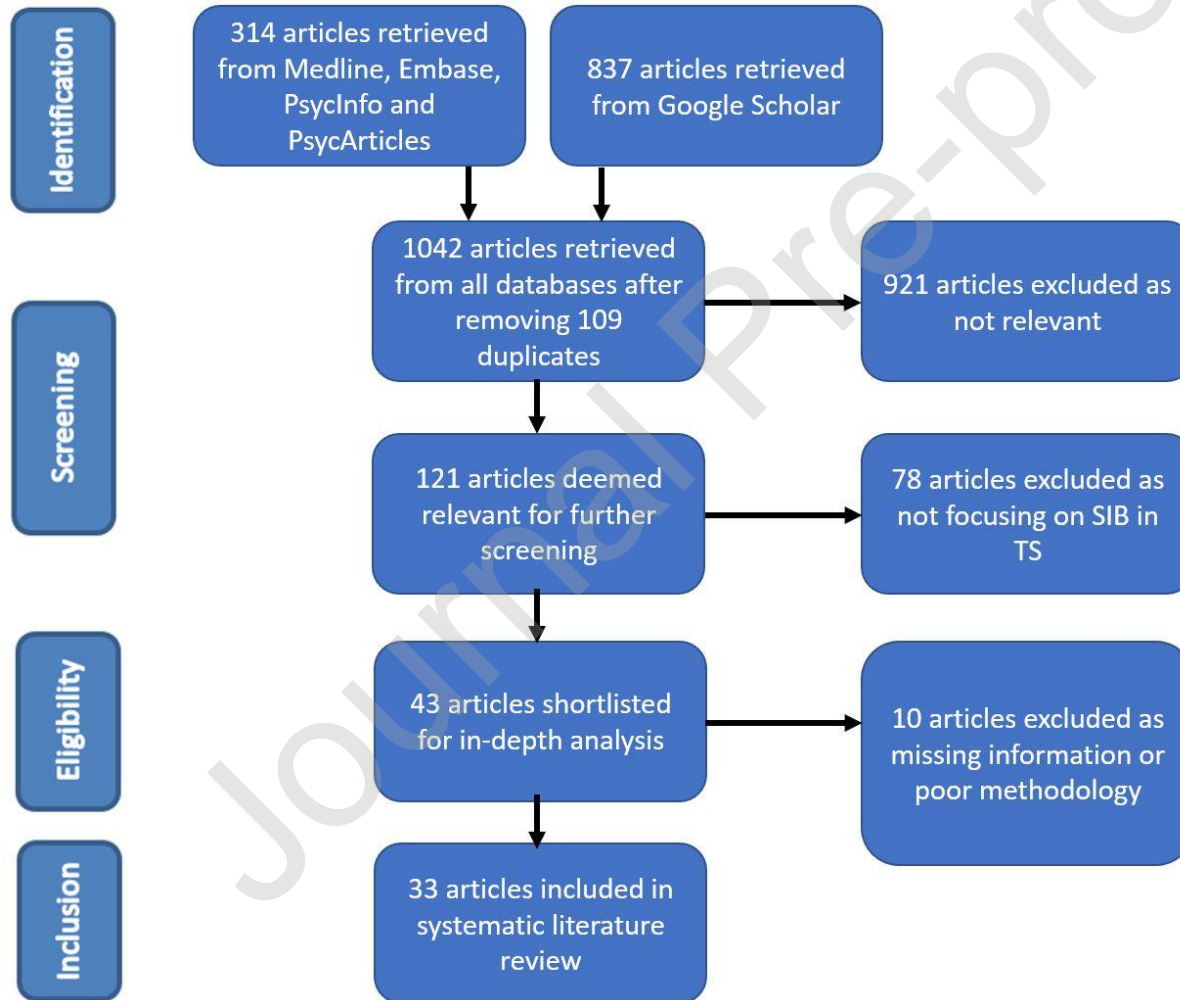 Identification
314 articles retrieved
from Medline, Embase,
PsycInfo and
PsycArticles
837 articles retrieved
from Google Scholar
Screening
1042 articles retrieved
from all databases after
removing 109
duplicates
921 articles excluded as
not relevant
121 articles deemed
relevant for further
screening
78 articles excluded as
not focusing on SIB in
TS
Eligibility
43 articles shortlisted
for in-depth analysis
10 articles excluded as
missing information or
poor methodology
Inclusion
33 articles included in
systematic literature
review
Journal Pre-pro